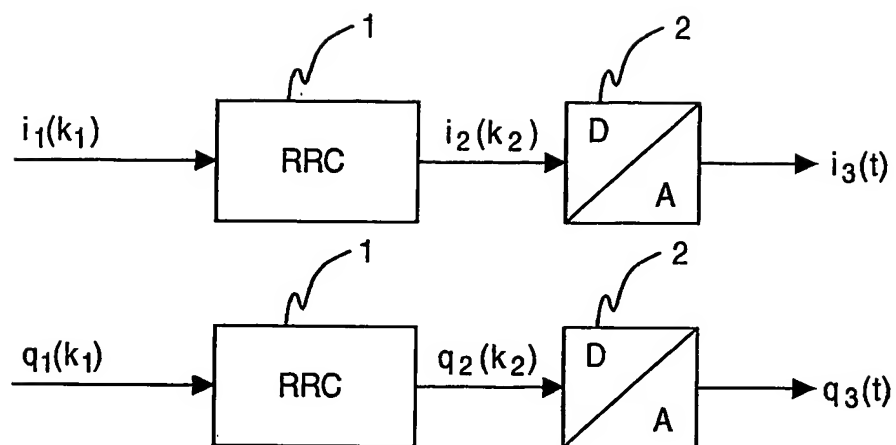 1 2
i₁(k₁) RRC i₂(k₂) D A i₃(t)
1 2
q₁(k₁) RRC q₂(k₂) D A q₃(t)